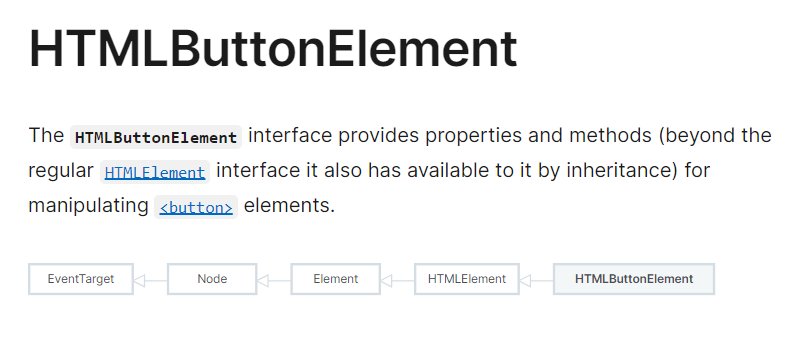 HTMLButtonElement
The HTMLButtonElement interface provides properties and methods (beyond the
regular HTMLElement interface it also has available to it by inheritance) for
manipulating <button> elements.
EventTarget Node Element HTMLElement HTMLButtonElement